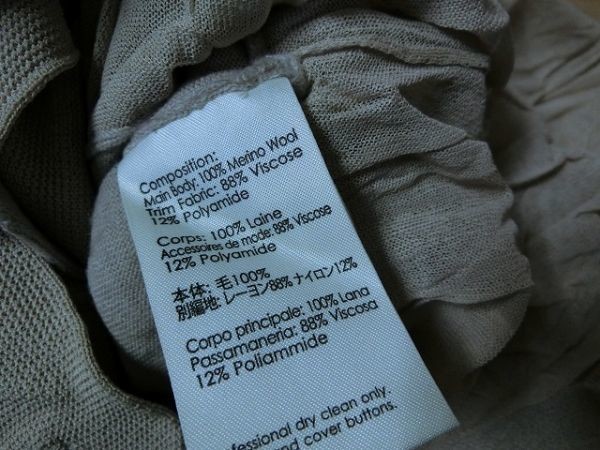 Composition:
Main Body: 100% Merino Wool
Trim Fabric: 88% Viscose
12% Polyamide
Corps: 100% Laine
Accessoires de mode: 88% Viscose
12% Polyamide
本体: 毛100%
別編地: レーヨン88% ナイロン12%
Corpo principale: 100% Lana
Passamaneria: 88% Viscosa
12% Poliammide
dry clean only.
and cover buttons.